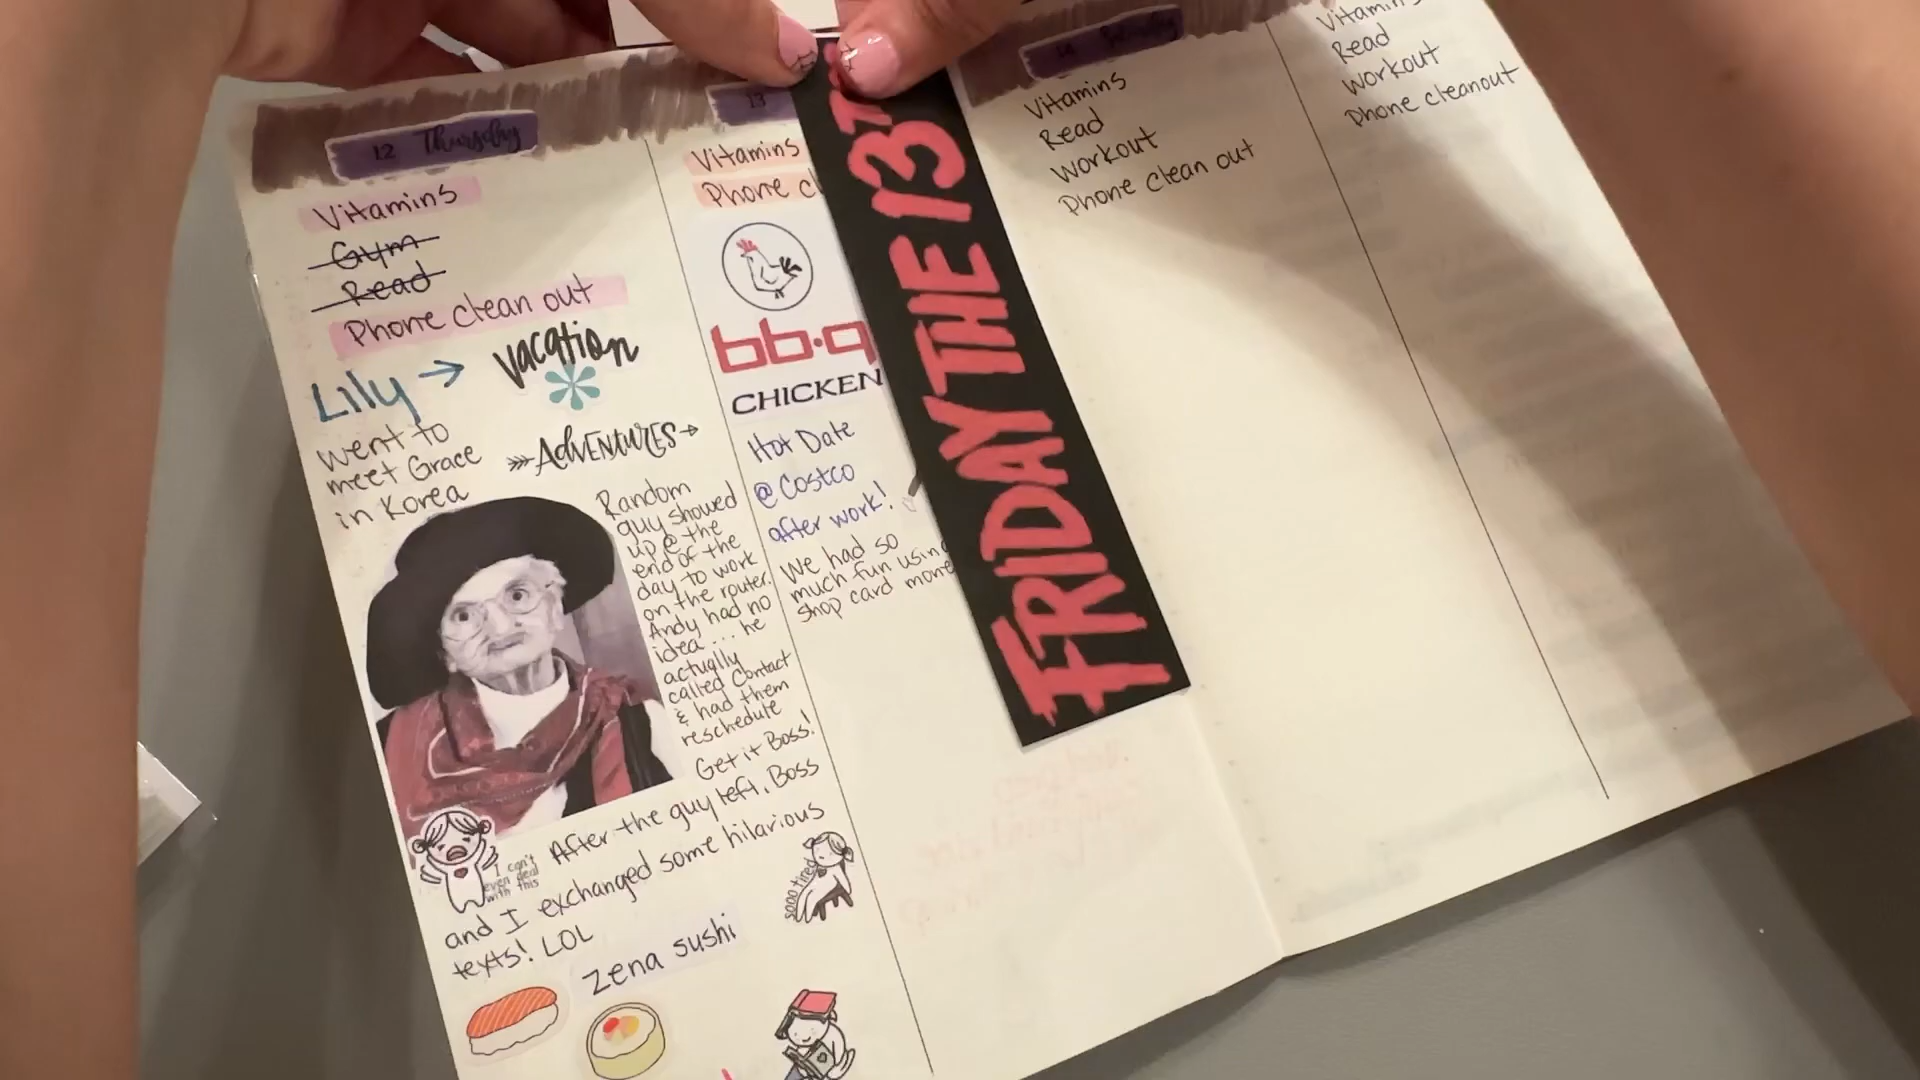 12 Thursday
Vitamins
Gym
Read
Phone clean out
Lily → vacation
Adventures
went to
meet Grace
in Korea
Random
guy showed
up @ the
end of the
day to work
on the router.
Andy had no
idea... he
actually
called Contact
& had them
reschedule
Get it Boss!
After the guy left, Boss
and I exchanged some hilarious
texts! LOL
I can't
even deal
with this
sooo tired
Zena sushi
13
Vitamins
Phone cl
bb.q
CHICKEN
Hot Date
@ Costco
after work!
We had so
much fun using
shop card mone
FRIDAY THE 13TH
14
Vitamins
Read
Workout
Phone clean out
Vitamins
Read
Workout
Phone cleanout